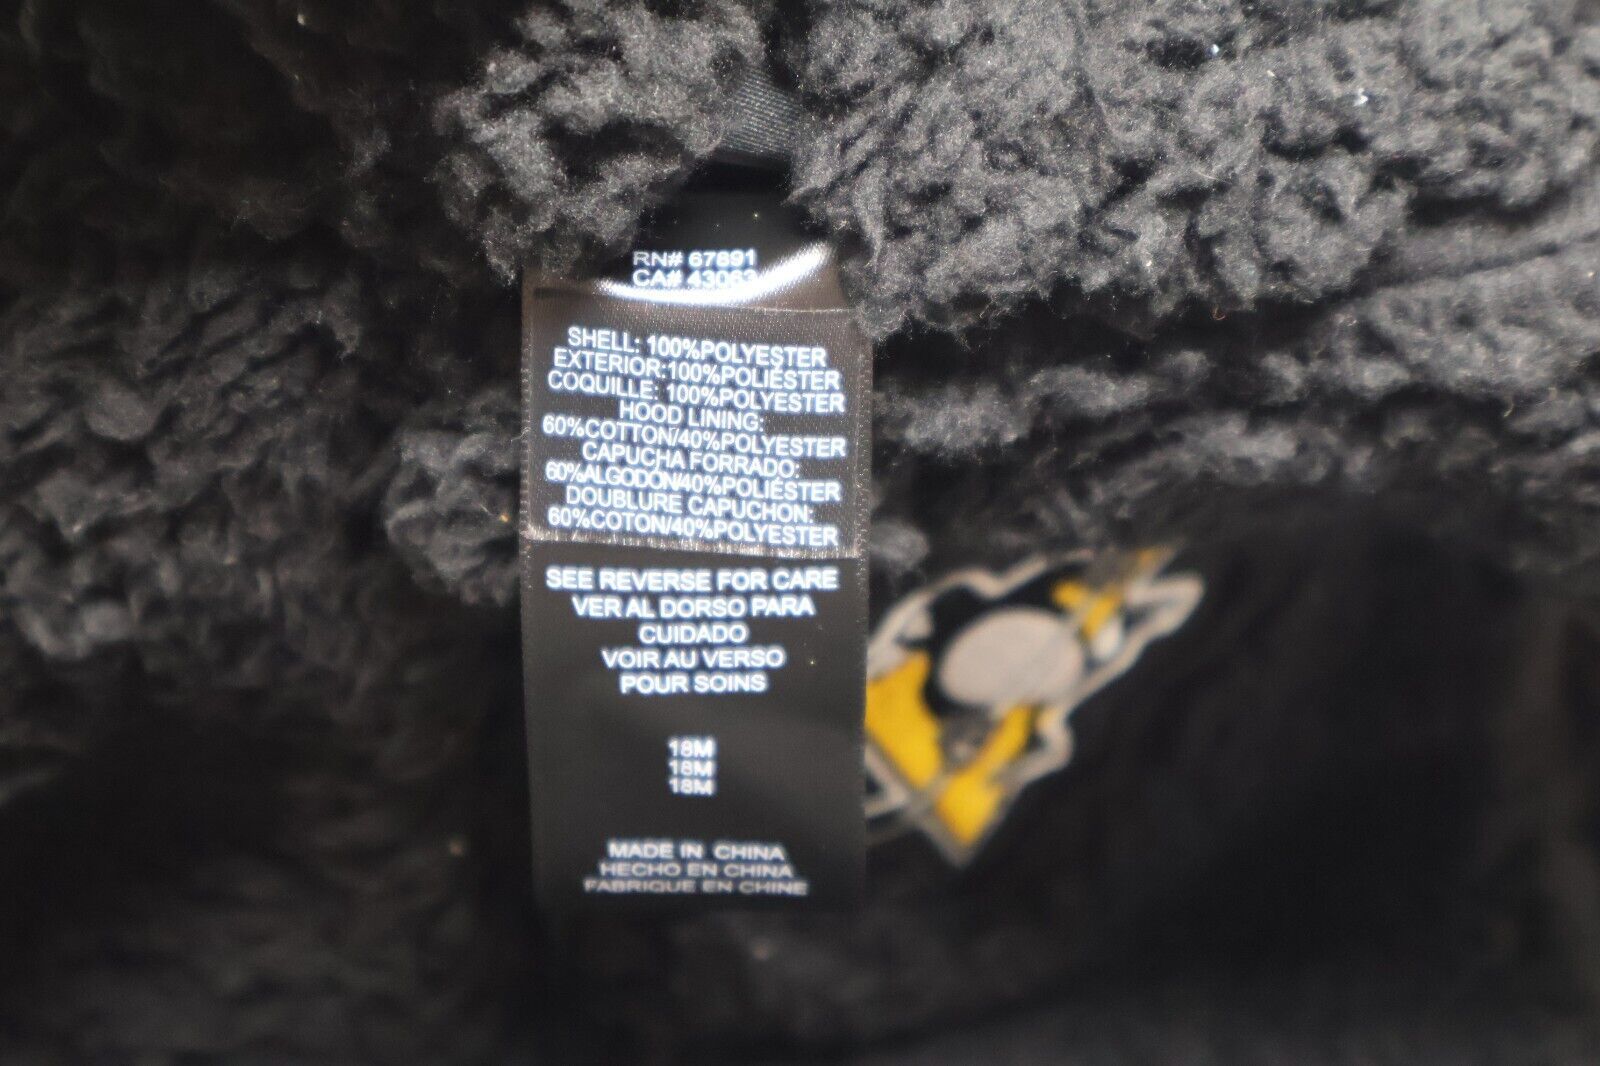 RN# 67891
CA# 43063
SHELL: 100%POLYESTER
EXTERIOR:100%POLIÉSTER
COQUILLE: 100%POLYESTER
HOOD LINING:
60%COTTON/40%POLYESTER
CAPUCHA FORRADO:
60%ALGODON/40%POLIÉSTER
DOUBLURE CAPUCHON:
60%COTON/40%POLYESTER
SEE REVERSE FOR CARE
VER AL DORSO PARA
CUIDADO
VOIR AU VERSO
POUR SOINS
18M
18M
18M
MADE IN CHINA
HECHO EN CHINA
FABRIQUE EN CHINE